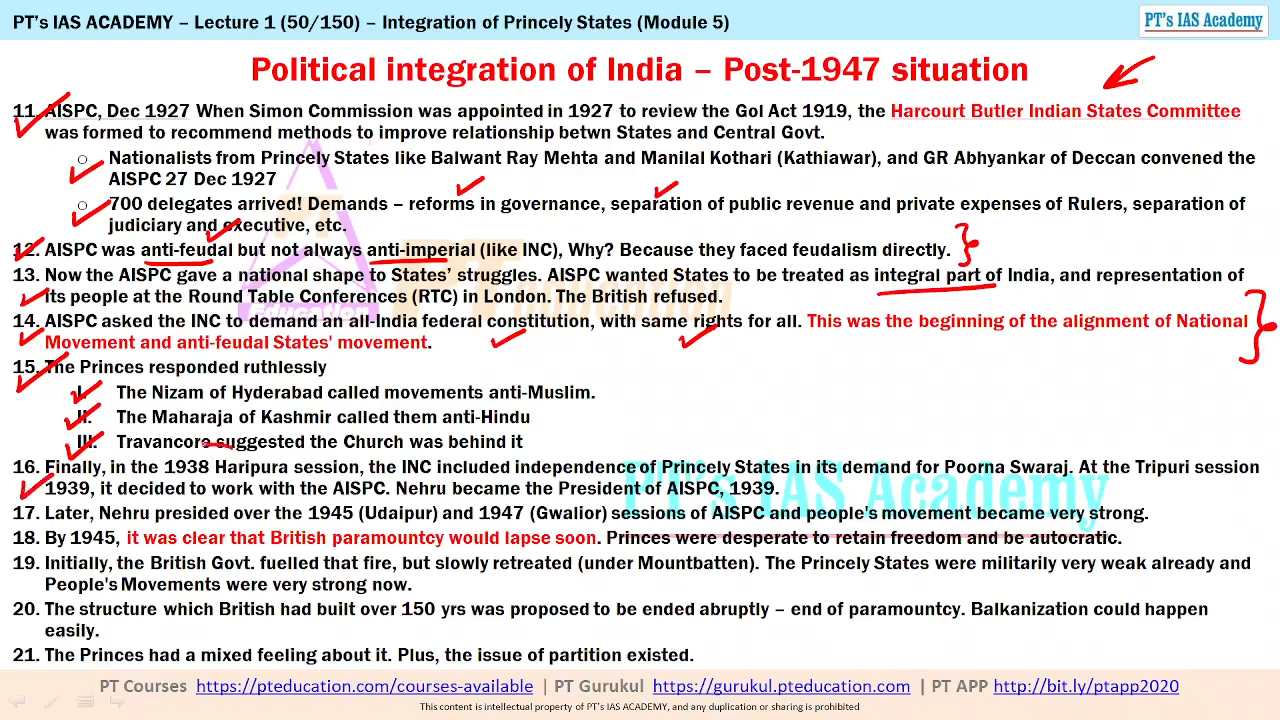 PT's IAS ACADEMY – Lecture 1 (50/150) – Integration of Princely States (Module 5)
PT's IAS Academy
Political integration of India – Post-1947 situation
11. AISPC, Dec 1927 When Simon Commission was appointed in 1927 to review the GoI Act 1919, the Harcourt Butler Indian States Committee
was formed to recommend methods to improve relationship betwn States and Central Govt.
o Nationalists from Princely States like Balwant Ray Mehta and Manilal Kothari (Kathiawar), and GR Abhyankar of Deccan convened the
AISPC 27 Dec 1927
o 700 delegates arrived! Demands – reforms in governance, separation of public revenue and private expenses of Rulers, separation of
judiciary and executive, etc.
12. AISPC was anti-feudal but not always anti-imperial (like INC), Why? Because they faced feudalism directly.
13. Now the AISPC gave a national shape to States' struggles. AISPC wanted States to be treated as integral part of India, and representation of
its people at the Round Table Conferences (RTC) in London. The British refused.
14. AISPC asked the INC to demand an all-India federal constitution, with same rights for all. This was the beginning of the alignment of National
Movement and anti-feudal States' movement.
15. The Princes responded ruthlessly
I. The Nizam of Hyderabad called movements anti-Muslim.
II. The Maharaja of Kashmir called them anti-Hindu
III. Travancore suggested the Church was behind it
16. Finally, in the 1938 Haripura session, the INC included independence of Princely States in its demand for Poorna Swaraj. At the Tripuri session
1939, it decided to work with the AISPC. Nehru became the President of AISPC, 1939.
17. Later, Nehru presided over the 1945 (Udaipur) and 1947 (Gwalior) sessions of AISPC and people's movement became very strong.
18. By 1945, it was clear that British paramountcy would lapse soon. Princes were desperate to retain freedom and be autocratic.
19. Initially, the British Govt. fuelled that fire, but slowly retreated (under Mountbatten). The Princely States were militarily very weak already and
People's Movements were very strong now.
20. The structure which British had built over 150 yrs was proposed to be ended abruptly – end of paramountcy. Balkanization could happen
easily.
21. The Princes had a mixed feeling about it. Plus, the issue of partition existed.
PT education
Education
PT's IAS Academy
PT Courses https://pteducation.com/courses-available | PT Gurukul https://gurukul.pteducation.com | PT APP http://bit.ly/ptapp2020
This content is intellectual property of PT's IAS ACADEMY, and any duplication or sharing is prohibited